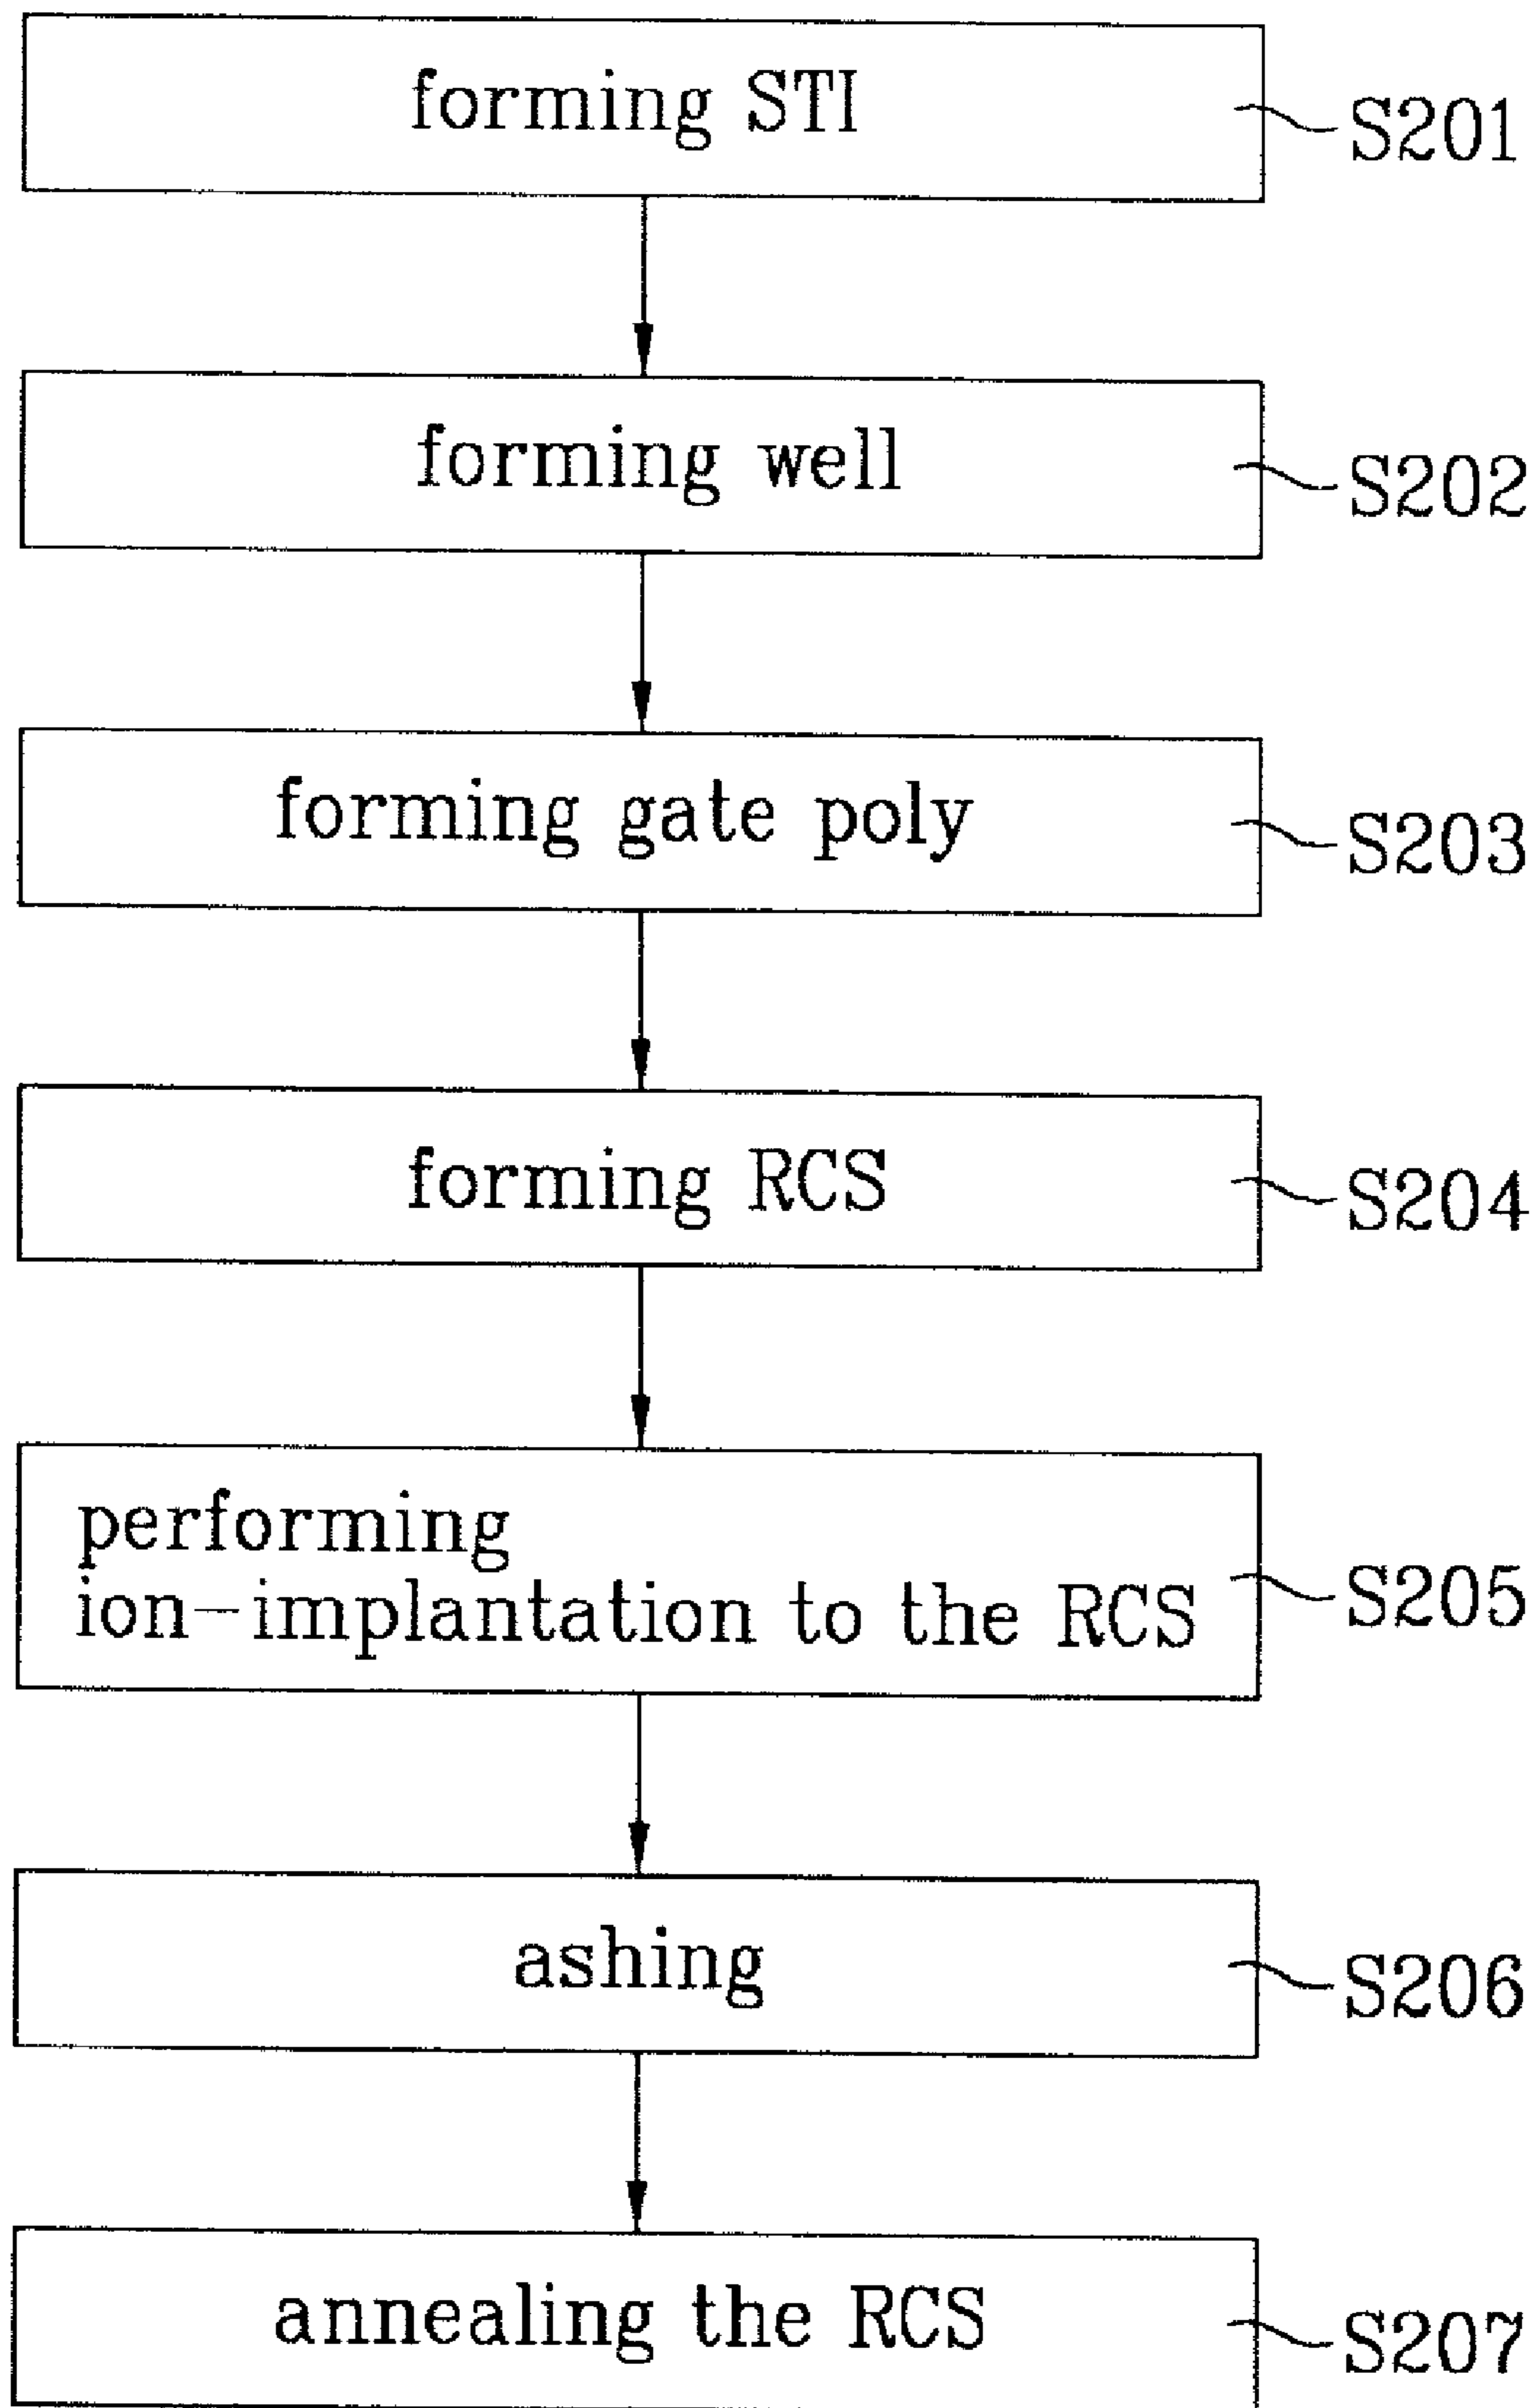 forming STI
S201
forming well
S202
forming gate poly
S203
forming RCS
S204
performing
ion-implantation to the RCS
S205
ashing
S206
annealing the RCS
S207